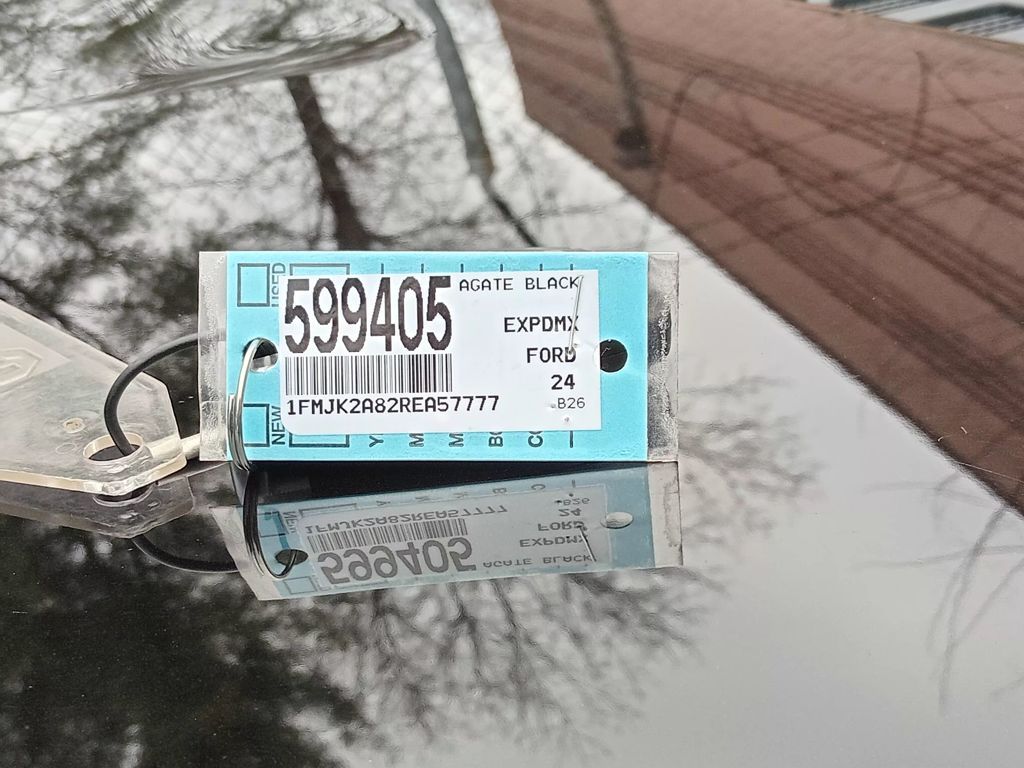 USED
599405
AGATE BLACK
EXPDMX
FORD
24
1FMJK2A82REA57777
.B26
NEW